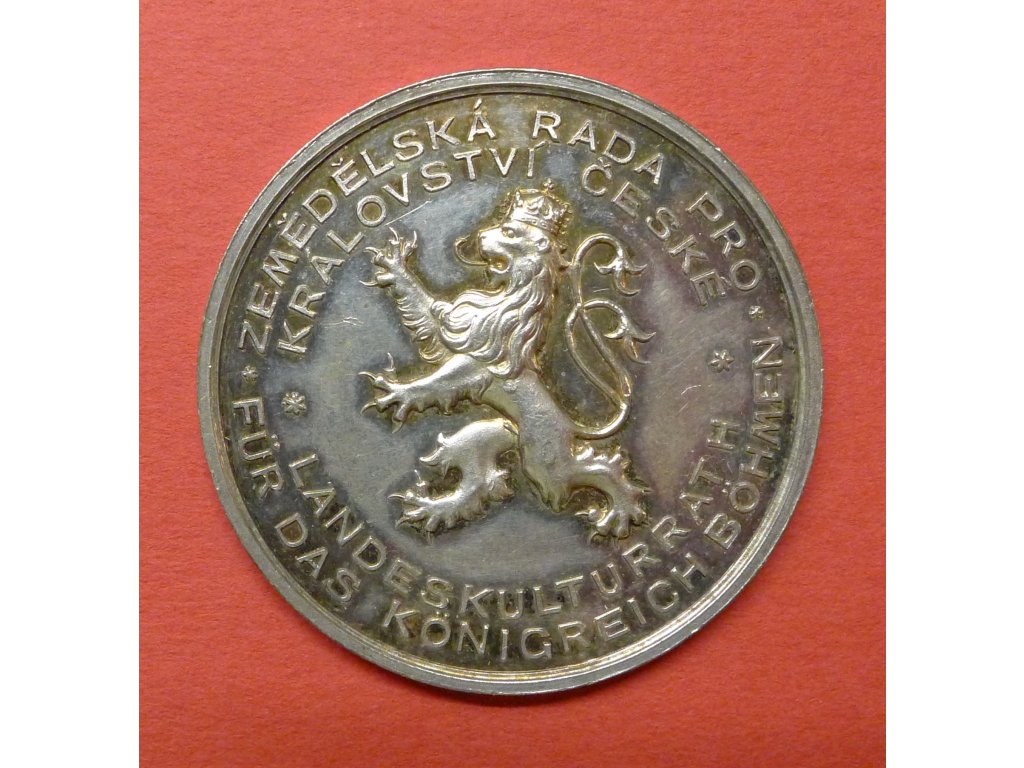 ZEMĚDĚLSKÁ RADA PRO
KRÁLOVSTVÍ ČESKÉ
LANDESKULTURRATH
FÜR DAS KÖNIGREICH BÖHMEN